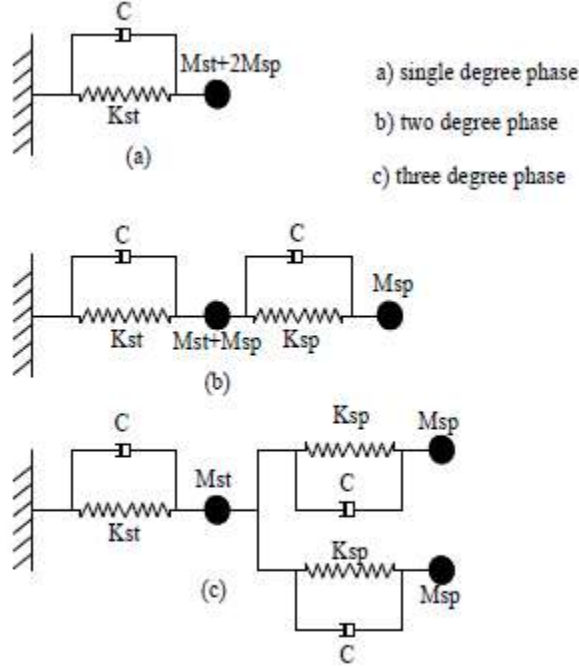 C
Mst+2Msp
Kst
(a)
a) single degree phase
b) two degree phase
c) three degree phase
C
C
Msp
Kst
Mst+Msp
Ksp
(b)
Ksp
Msp
C
Mst
C
Kst
Ksp
(c)
Msp
C